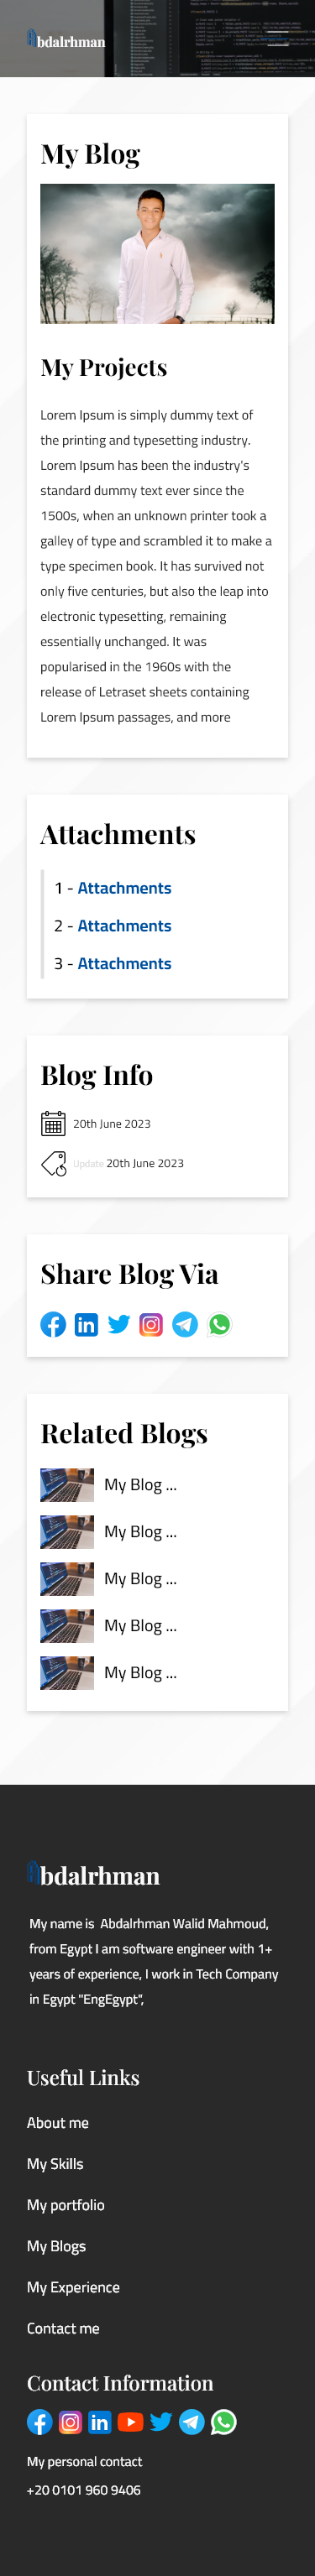 Abdalrhman
My Blog
My Projects
Lorem Ipsum is simply dummy text of
the printing and typesetting industry.
Lorem Ipsum has been the industry's
standard dummy text ever since the
1500s, when an unknown printer took a
galley of type and scrambled it to make a
type specimen book. It has survived not
only five centuries, but also the leap into
electronic typesetting, remaining
essentially unchanged. It was
popularised in the 1960s with the
release of Letraset sheets containing
Lorem Ipsum passages, and more
Attachments
1 - Attachments
2 - Attachments
3 - Attachments
Blog Info
20th June 2023
Update 20th June 2023
Share Blog Via
Related Blogs
My Blog ...
My Blog ...
My Blog ...
My Blog ...
My Blog ...
Abdalrhman
My name is Abdalrhman Walid Mahmoud,
from Egypt I am software engineer with 1+
years of experience, I work in Tech Company
in Egypt "EngEgypt",
Useful Links
About me
My Skills
My portfolio
My Blogs
My Experience
Contact me
Contact Information
My personal contact
+20 0101 960 9406